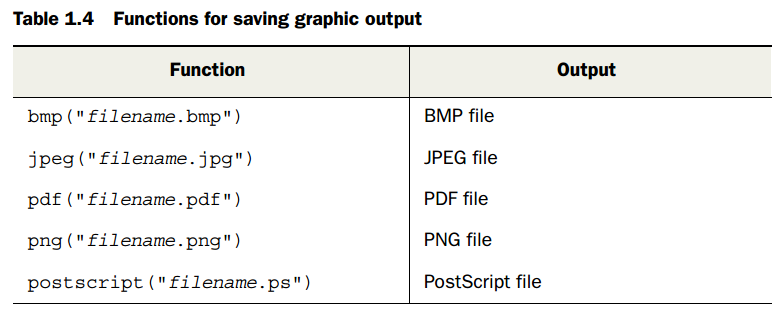 Table 1.4 Functions for saving graphic output
Function Output
bmp("filename.bmp") BMP file
jpeg("filename.jpg") JPEG file
pdf("filename.pdf") PDF file
png("filename.png") PNG file
postscript("filename.ps") PostScript file